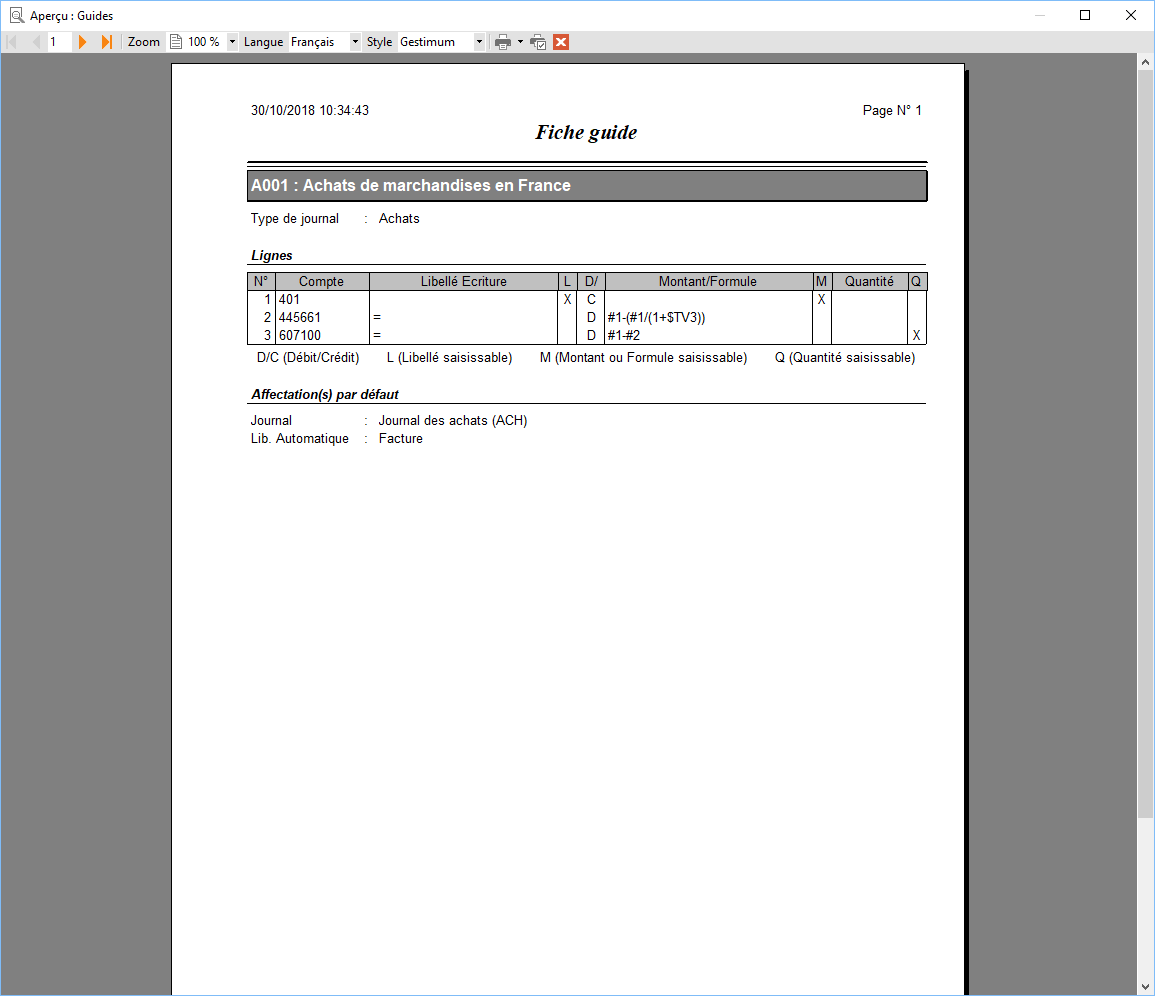 Aperçu : Guides
1 Zoom 100 % Langue Français Style Gestimum
30/10/2018 10:34:43 Page N° 1
Fiche guide
A001 : Achats de marchandises en France
Type de journal : Achats
Lignes
N° Compte Libellé Ecriture L D/ Montant/Formule M Quantité Q
1 401 X C X
2 445661 = D #1-(#1/(1+$TV3))
3 607100 = D #1-#2 X
D/C (Débit/Crédit) L (Libellé saisissable) M (Montant ou Formule saisissable) Q (Quantité saisissable)
Affectation(s) par défaut
Journal : Journal des achats (ACH)
Lib. Automatique : Facture